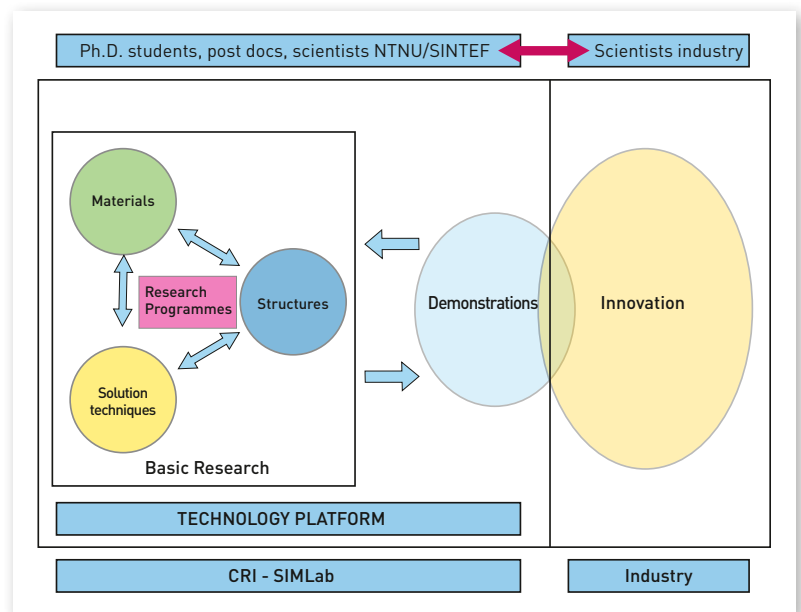 Ph.D. students, post docs, scientists NTNU/SINTEF
Scientists industry
Materials
Research
Programmes
Structures
Solution
techniques
Basic Research
Demonstrations
Innovation
TECHNOLOGY PLATFORM
CRI - SIMLab
Industry